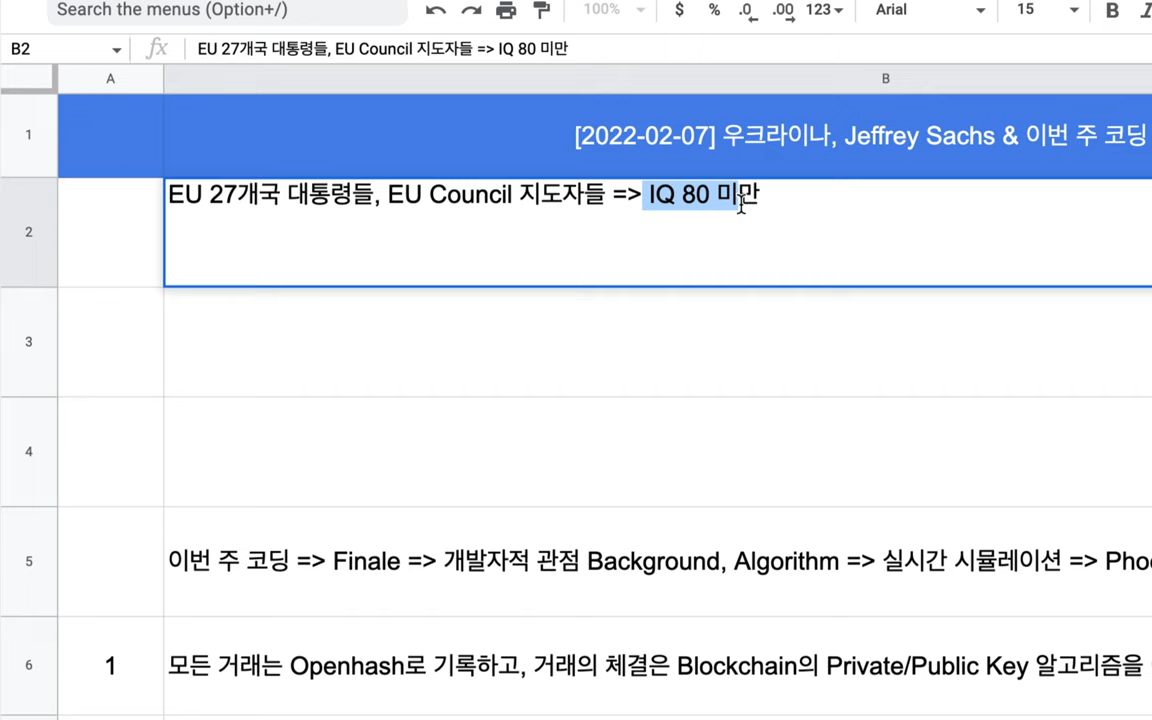 Search the menus (Option+/)
100%
$ % .0 .00 123
Arial
15
B I
B2
fx
EU 27개국 대통령들, EU Council 지도자들 => IQ 80 미만
A
B
1
[2022-02-07] 우크라이나, Jeffrey Sachs & 이번 주 코딩
2
EU 27개국 대통령들, EU Council 지도자들 => IQ 80 미만
3
4
5
이번 주 코딩 => Finale => 개발자적 관점 Background, Algorithm => 실시간 시뮬레이션 => Pho
6
1
모든 거래는 Openhash로 기록하고, 거래의 체결은 Blockchain의 Private/Public Key 알고리즘을